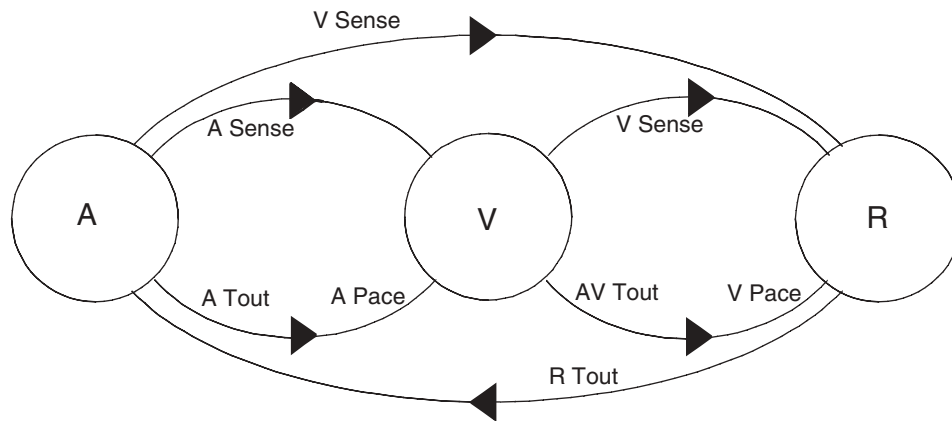 V Sense
A Sense
V Sense
A
V
R
A Tout
A Pace
AV Tout
V Pace
R Tout